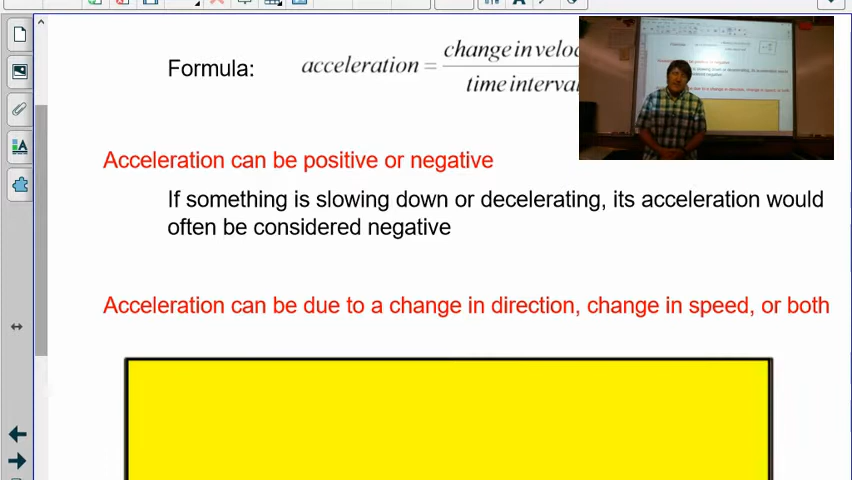 Formula: acceleration = change in veloc
time interval
Acceleration can be positive or negative
If something is slowing down or decelerating, its acceleration would
often be considered negative
Acceleration can be due to a change in direction, change in speed, or both